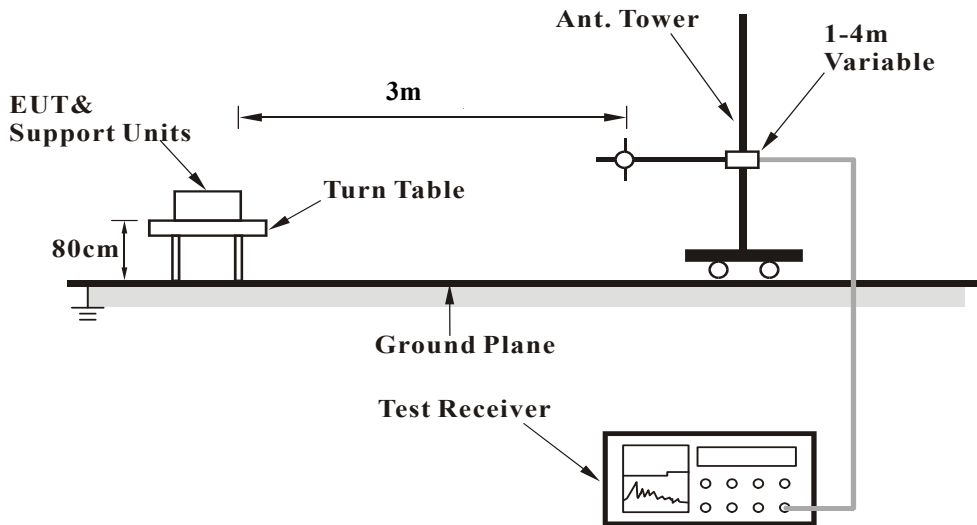 Ant. Tower
1-4m
Variable
3m
EUT&
Support Units
Turn Table
80cm
Ground Plane
Test Receiver